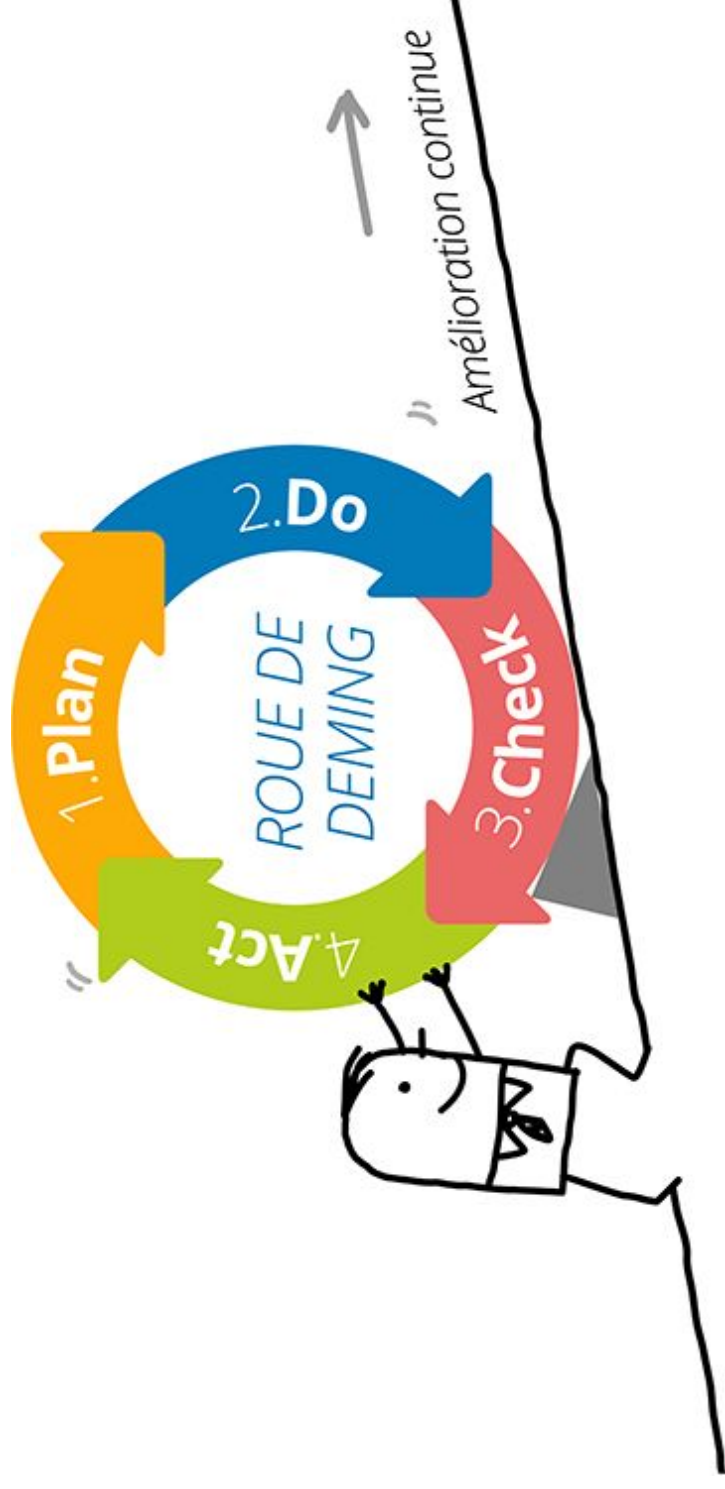 1.Plan
2.Do
3.Check
4.Act
ROUE DE
DEMING
Amélioration continue